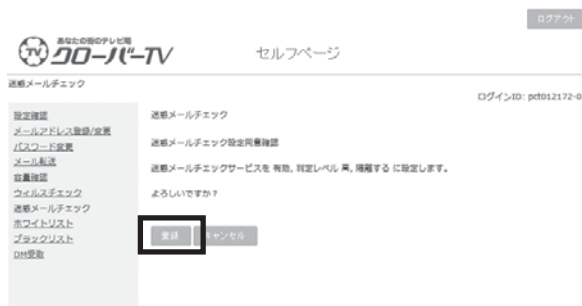 ログアウト
あなたの街のテレビ局
クローバーTV
セルフページ
迷惑メールチェック
ログインID: pct012172-0
設定確認
メールアドレス登録/変更
パスワード変更
メール転送
容量確認
ウィルスチェック
迷惑メールチェック
ホワイトリスト
ブラックリスト
DM受取
迷惑メールチェック
迷惑メールチェック設定同意確認
迷惑メールチェックサービスを 有効, 判定レベル 高, 隔離する に設定します。
よろしいですか？
登録
キャンセル